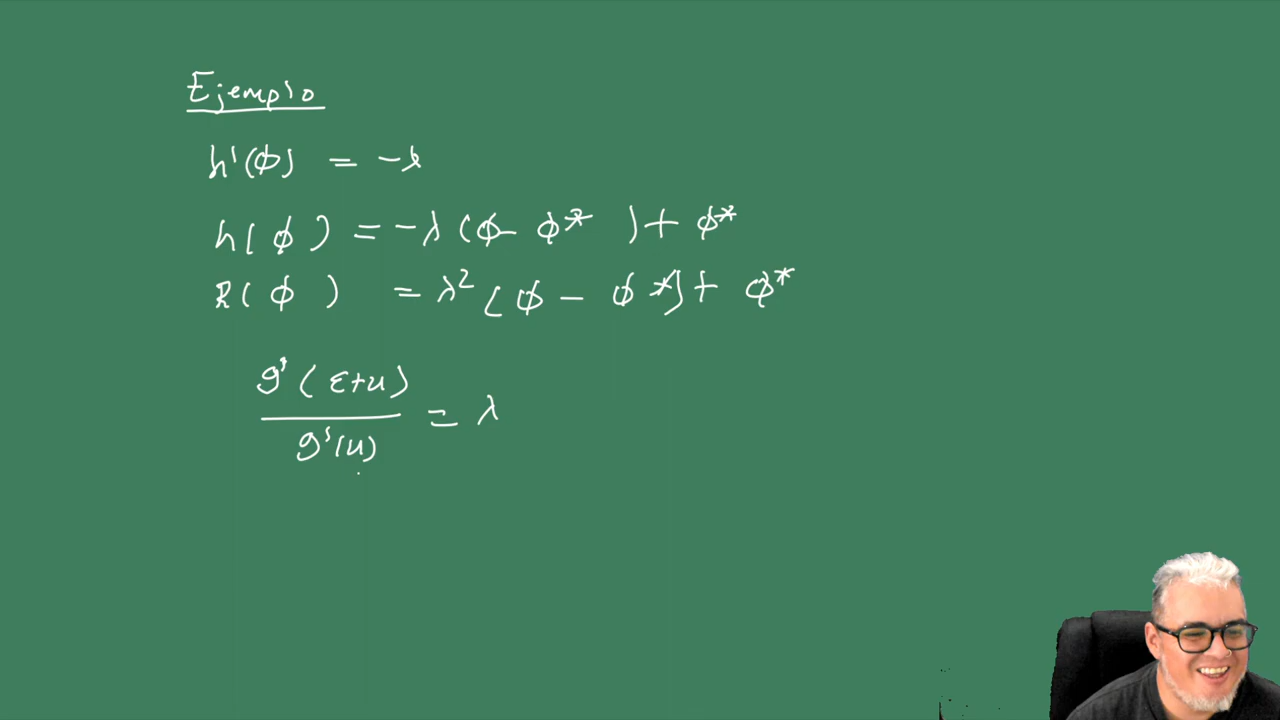 Ejemplo
h'(ϕ) = -λ
h(ϕ) = -λ(ϕ - ϕ*) + ϕ*
R(ϕ) = λ²(ϕ - ϕ*) + ϕ*
g'(ε+u)
g'(u)
= λ